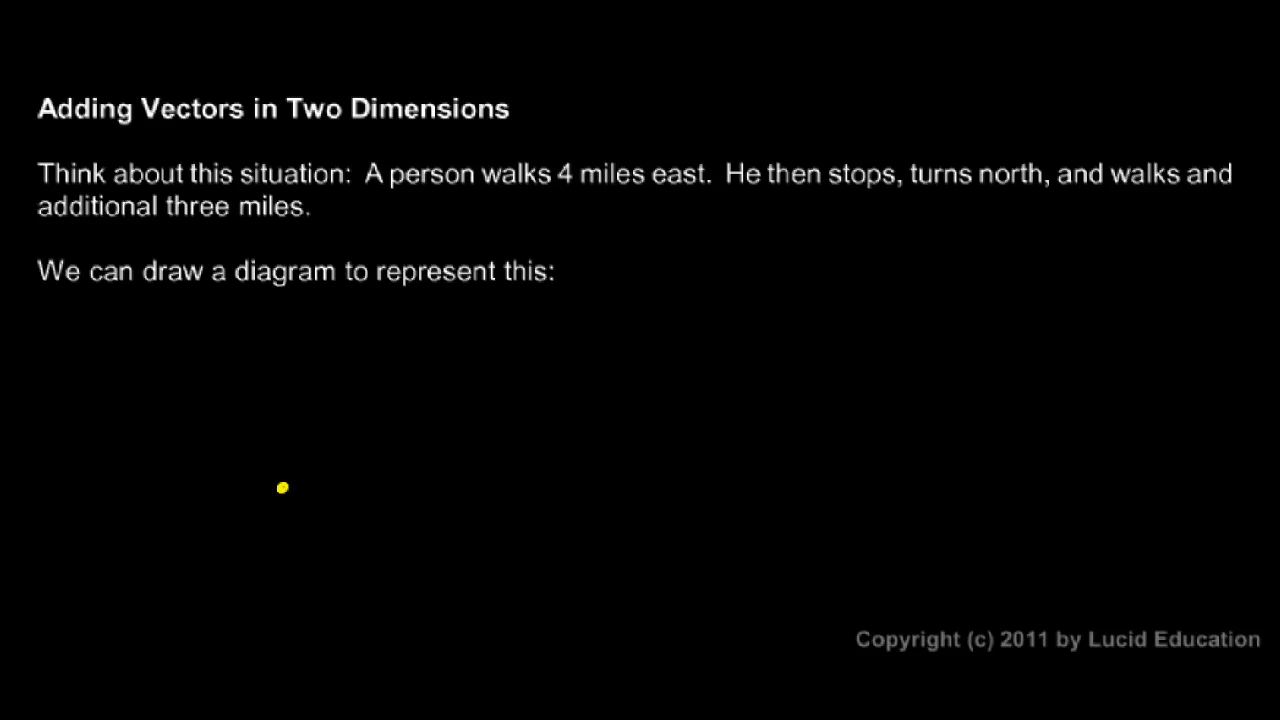 Adding Vectors in Two Dimensions
Think about this situation:  A person walks 4 miles east.  He then stops, turns north, and walks and
additional three miles.
We can draw a diagram to represent this:
Copyright (c) 2011 by Lucid Education